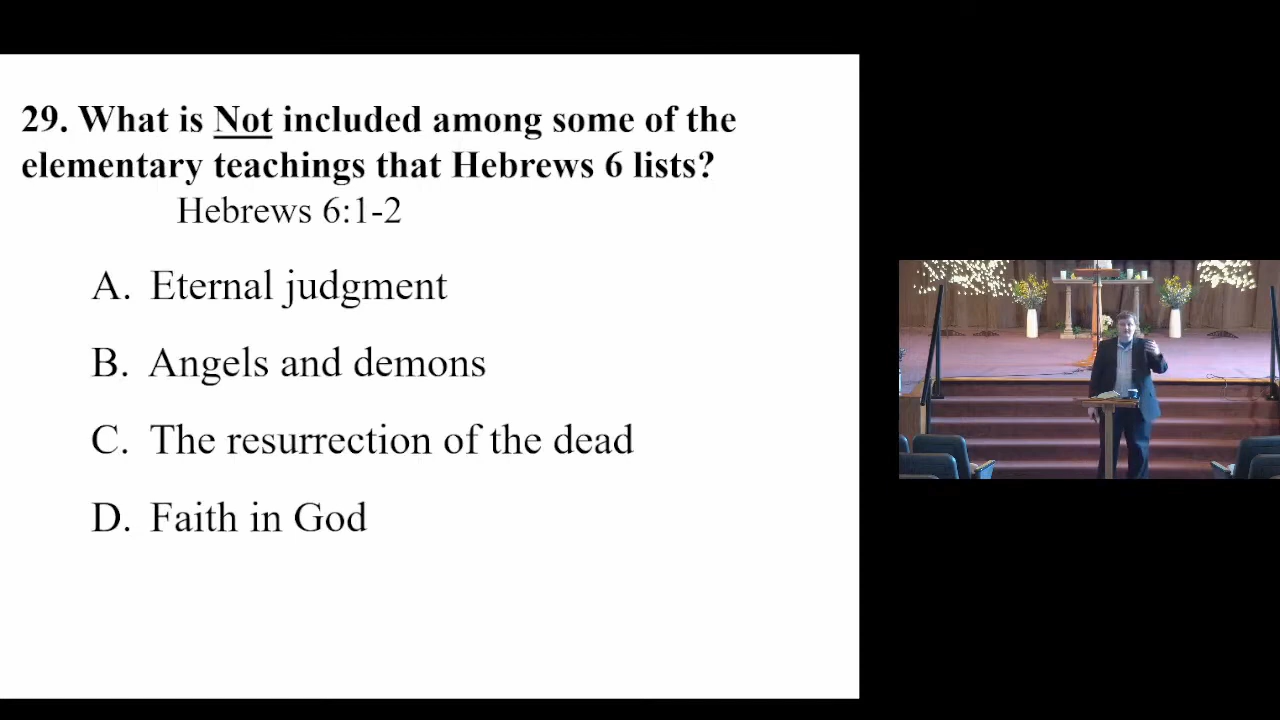 29. What is Not included among some of the
elementary teachings that Hebrews 6 lists?
Hebrews 6:1-2
A. Eternal judgment
B. Angels and demons
C. The resurrection of the dead
D. Faith in God